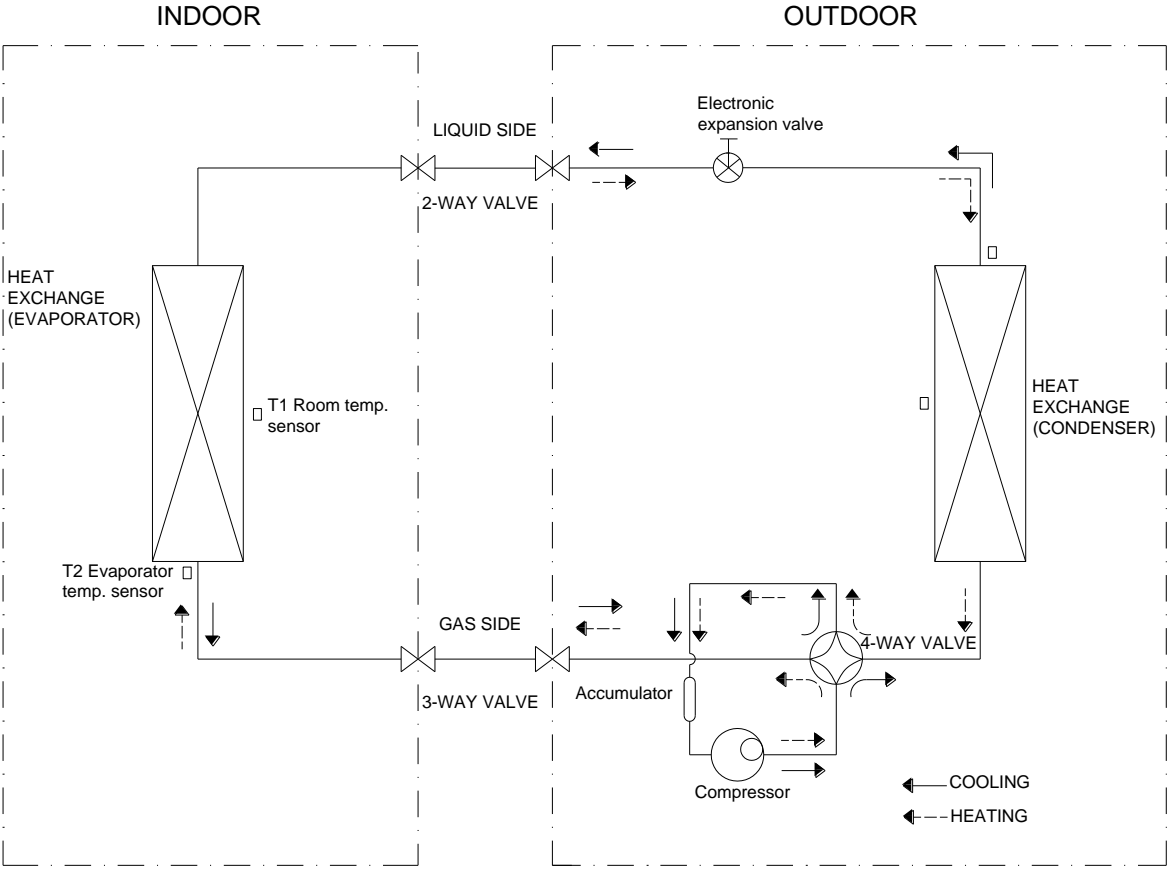 INDOOR
OUTDOOR
Electronic
expansion valve
LIQUID SIDE
2-WAY VALVE
HEAT
EXCHANGE
(EVAPORATOR)
T1 Room temp.
sensor
HEAT
EXCHANGE
(CONDENSER)
T2 Evaporator
temp. sensor
GAS SIDE
4-WAY VALVE
3-WAY VALVE
Accumulator
Compressor
COOLING
HEATING